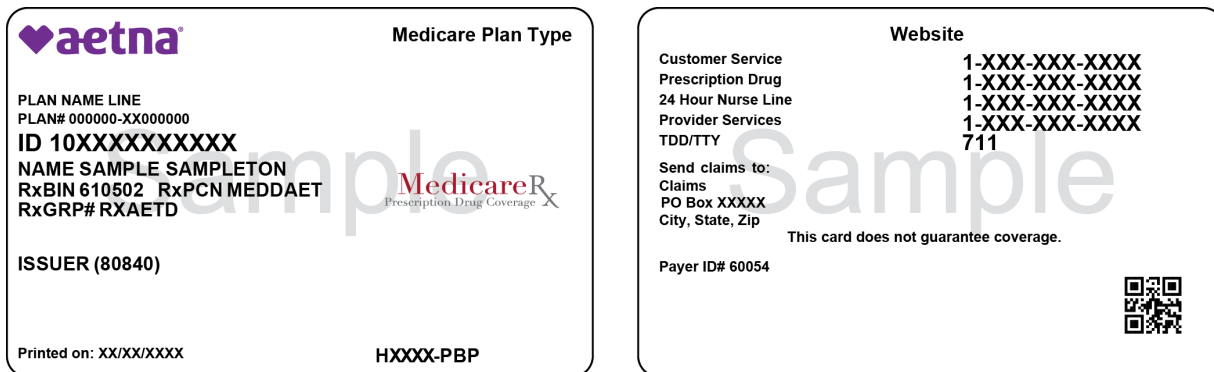 aetna®
Medicare Plan Type
PLAN NAME LINE
PLAN# 000000-XX000000
ID 10XXXXXXXXXX
NAME SAMPLE SAMPLETON
RxBIN 610502 RxPCN MEDDAET
RxGRP# RXAETD
MedicareRx
Prescription Drug Coverage
ISSUER (80840)
Printed on: XX/XX/XXXX
HXXXX-PBP
Sample
Website
Customer Service 1-XXX-XXX-XXXX
Prescription Drug 1-XXX-XXX-XXXX
24 Hour Nurse Line 1-XXX-XXX-XXXX
Provider Services 1-XXX-XXX-XXXX
TDD/TTY 711
Send claims to:
Claims
PO Box XXXXX
City, State, Zip
This card does not guarantee coverage.
Payer ID# 60054
Sample